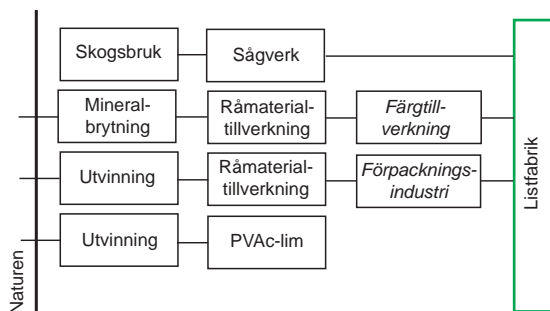 Skogsbruk
Sågverk
Mineral-
brytning
Råmaterial-
tillverkning
Färgtill-
verkning
Utvinning
Råmaterial-
tillverkning
Förpacknings-
industri
Utvinning
PVAc-lim
Naturen
Listfabrik